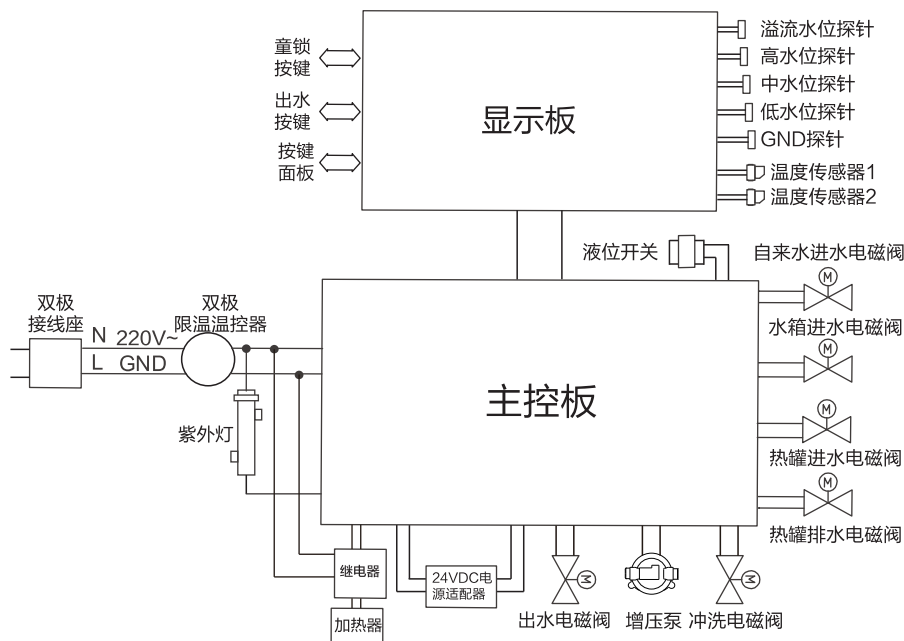 童锁
按键
出水
按键
按键
面板
显示板
溢流水位探针
高水位探针
中水位探针
低水位探针
GND探针
温度传感器1
温度传感器2
液位开关
自来水进水电磁阀
M
水箱进水电磁阀
M
双极
接线座
N 220V~
L GND
双极
限温温控器
主控板
M
热罐进水电磁阀
M
热罐排水电磁阀
紫外灯
继电器
加热器
24VDC电
源适配器
M
出水电磁阀
增压泵
M
冲洗电磁阀